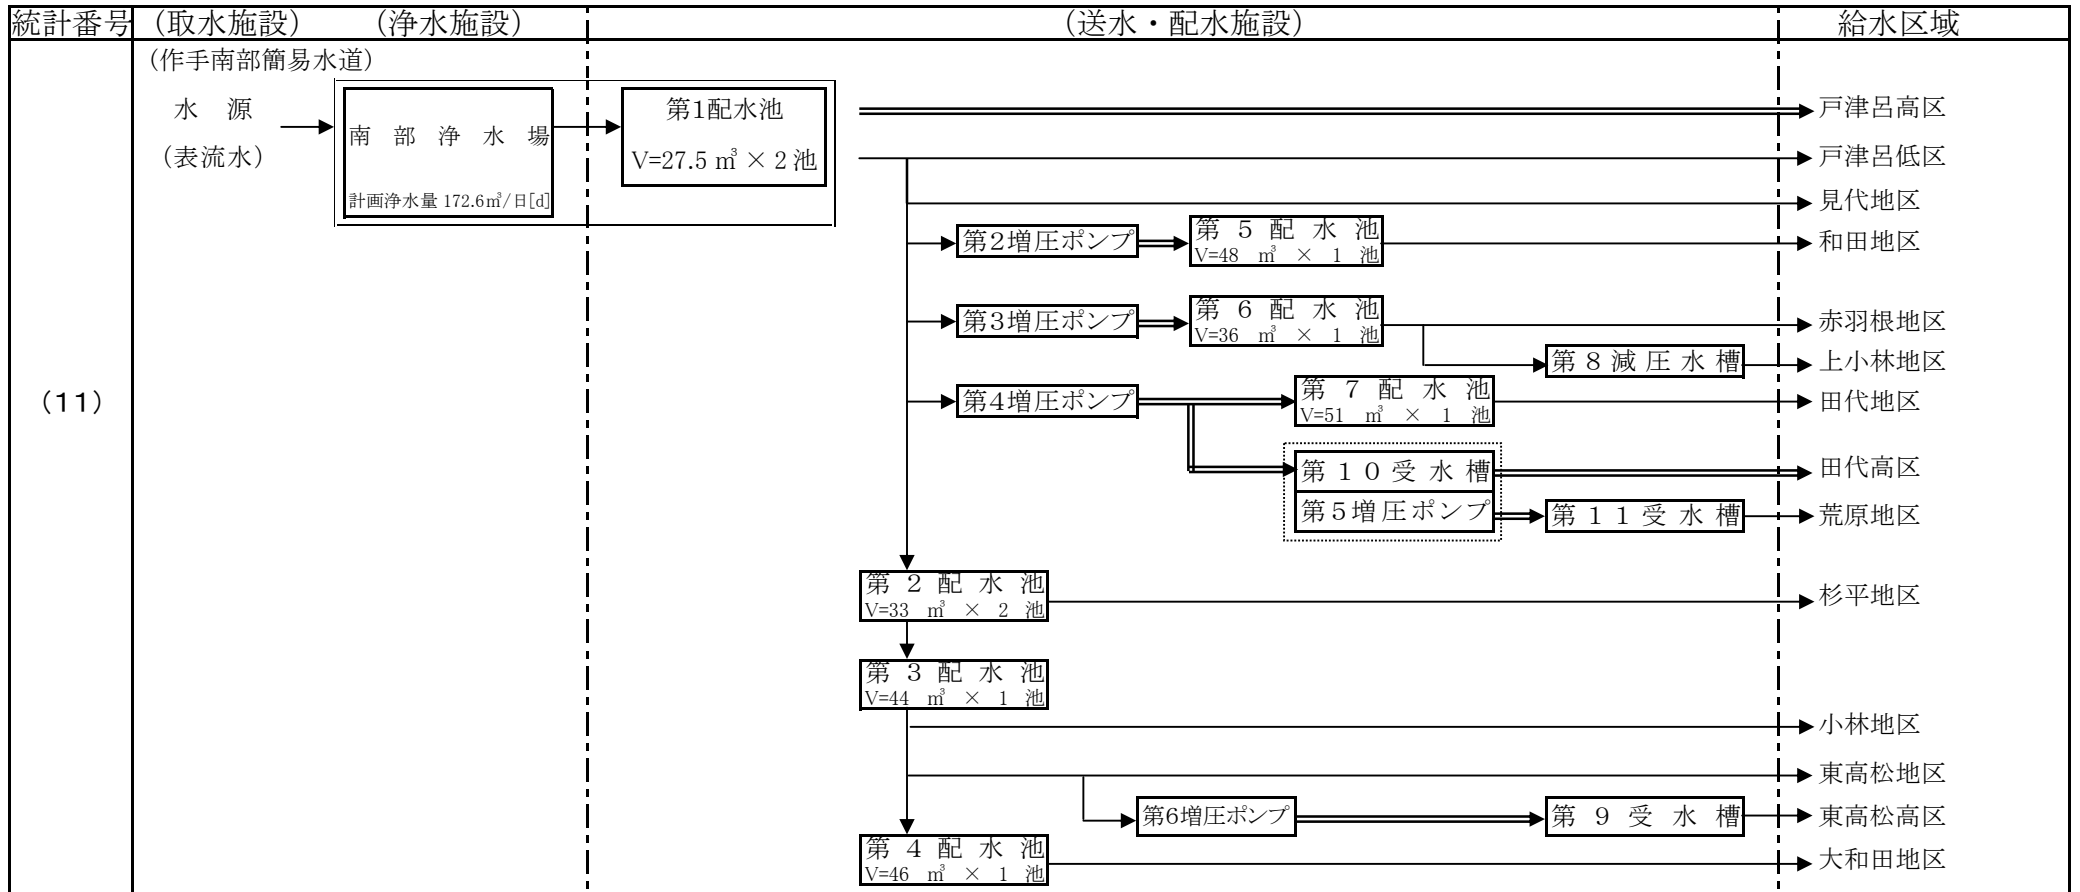 統計番号 (取水施設) (浄水施設) (送水・配水施設) 給水区域
(作手南部簡易水道)
水 源
(表流水)
南 部 浄 水 場
計画浄水量 172.6㎥/日[d]
第1配水池
V=27.5 ㎥ × 2 池
戸津呂高区
戸津呂低区
見代地区
第2増圧ポンプ
第 5 配 水 池
V=48 ㎥ × 1 池
和田地区
第3増圧ポンプ
第 6 配 水 池
V=36 ㎥ × 1 池
赤羽根地区
第 8 減 圧 水 槽
上小林地区
(11)
第4増圧ポンプ
第 7 配 水 池
V=51 ㎥ × 1 池
田代地区
第 1 0 受 水 槽
田代高区
第5増圧ポンプ
第 1 1 受 水 槽
荒原地区
第 2 配 水 池
V=33 ㎥ × 2 池
杉平地区
第 3 配 水 池
V=44 ㎥ × 1 池
小林地区
東高松地区
第6増圧ポンプ
第 9 受 水 槽
東高松高区
第 4 配 水 池
V=46 ㎥ × 1 池
大和田地区